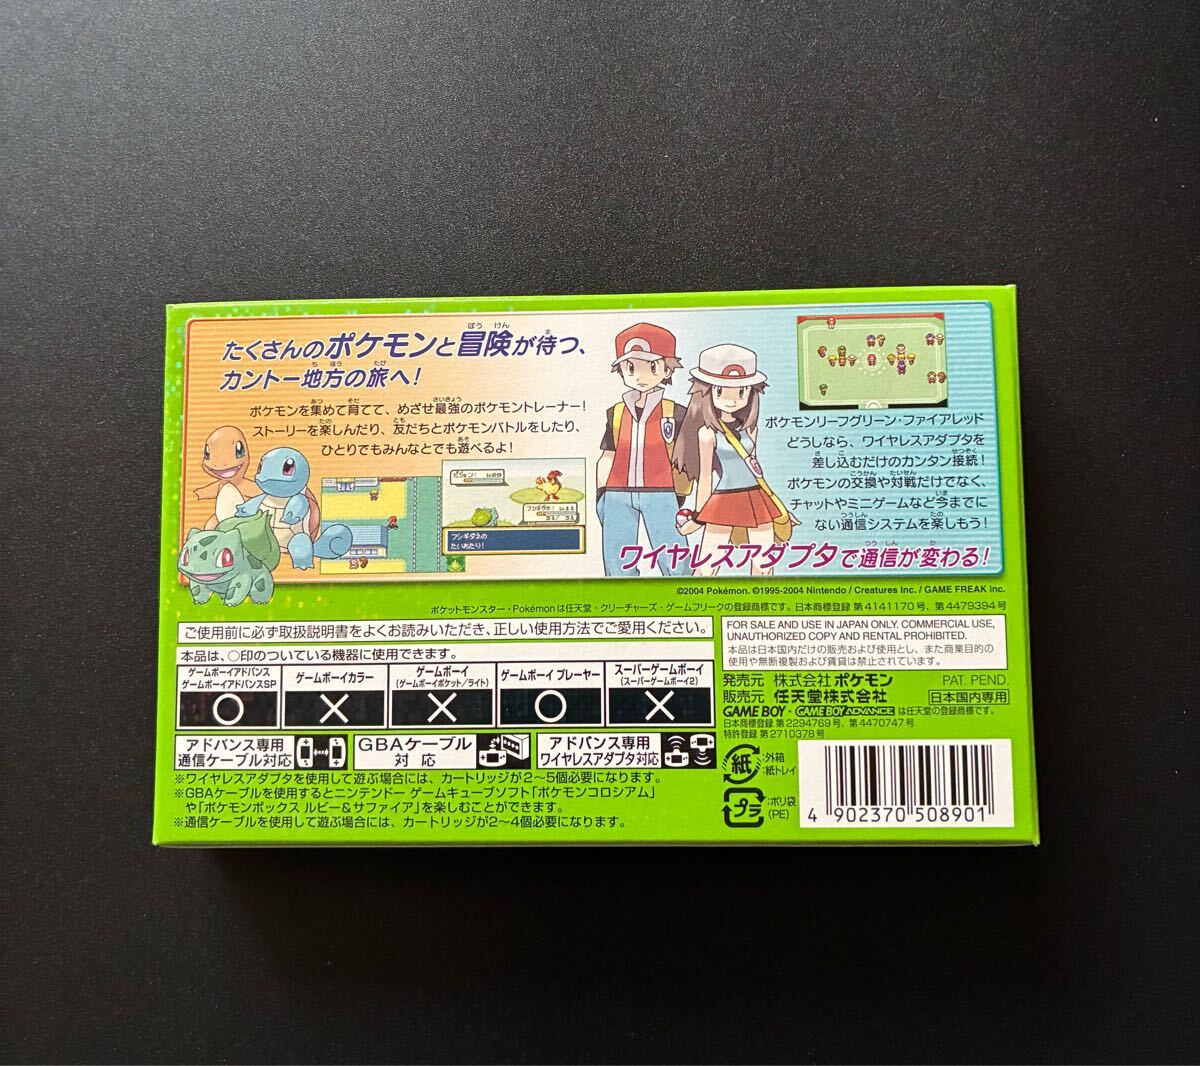 たくさんのポケモンと冒険が待つ、
カントー地方の旅へ!
ポケモンを集めて育てて、めざせ最強のポケモントレーナー!
ストーリーを楽しんだり、友だちとポケモンバトルをしたり、
ひとりでもみんなとでも遊べるよ!
Lv29
フシギダネ
Lv11
31/ 31
フシギダネの
たいあたり!
ポケモンリーフグリーン・ファイアレッド
どうしなら、ワイヤレスアダプタを
差し込むだけのカンタン接続!
ポケモンの交換や対戦だけでなく、
チャットやミニゲームなど今までに
ない通信システムを楽しもう!
ワイヤレスアダプタで通信が変わる!
©2004 Pokémon. ©1995-2004 Nintendo / Creatures Inc. / GAME FREAK inc.
ポケットモンスター・Pokémonは任天堂・クリーチャーズ・ゲームフリークの登録商標です。日本商標登録 第4141170号、第4479394号
ご使用前に必ず取扱説明書をよくお読みいただき、正しい使用方法でご愛用ください。
本品は、○印のついている機器に使用できます。
ゲームボーイアドバンス
ゲームボーイアドバンスSP
○
ゲームボーイカラー
×
ゲームボーイ
(ゲームボーイポケット/ライト)
×
ゲームボーイ プレーヤー
○
スーパーゲームボーイ
(スーパーゲームボーイ2)
×
アドバンス専用
通信ケーブル対応
GBAケーブル
対応
アドバンス専用
ワイヤレスアダプタ対応
※ワイヤレスアダプタを使用して遊ぶ場合には、カートリッジが2〜5個必要になります。
※GBAケーブルを使用するとニンテンドー ゲームキューブソフト「ポケモンコロシアム」
や「ポケモンボックス ルビー&サファイア」を楽しむことができます。
※通信ケーブルを使用して遊ぶ場合には、カートリッジが2〜4個必要になります。
FOR SALE AND USE IN JAPAN ONLY. COMMERCIAL USE,
UNAUTHORIZED COPY AND RENTAL PROHIBITED.
本品は日本国内だけの販売および使用とし、また商業目的の
使用や無断複製および賃貸は禁止されています。
発売元 株式会社 ポケモン PAT. PEND.
販売元 任天堂株式会社 日本国内専用
GAME BOY・GAME BOY ADVANCE は任天堂の登録商標です。
日本商標登録 第2294769号、第4470747号
特許登録 第2710378号
紙 :外箱
:紙トレイ
プラ :ポリ袋
(PE)
4 902370 508901